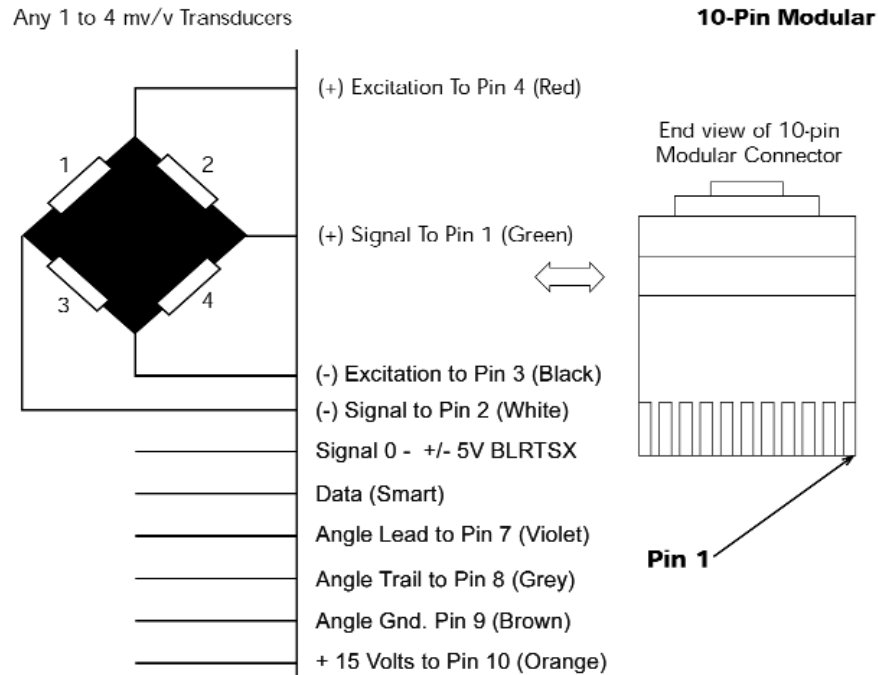 Any 1 to 4 mv/v Transducers
10-Pin Modular
(+) Excitation To Pin 4 (Red)
End view of 10-pin
Modular Connector
1
2
(+) Signal To Pin 1 (Green)
3
4
(-) Excitation to Pin 3 (Black)
(-) Signal to Pin 2 (White)
Signal 0 - +/- 5V BLRTSX
Data (Smart)
Angle Lead to Pin 7 (Violet)
Pin 1
Angle Trail to Pin 8 (Grey)
Angle Gnd. Pin 9 (Brown)
+ 15 Volts to Pin 10 (Orange)